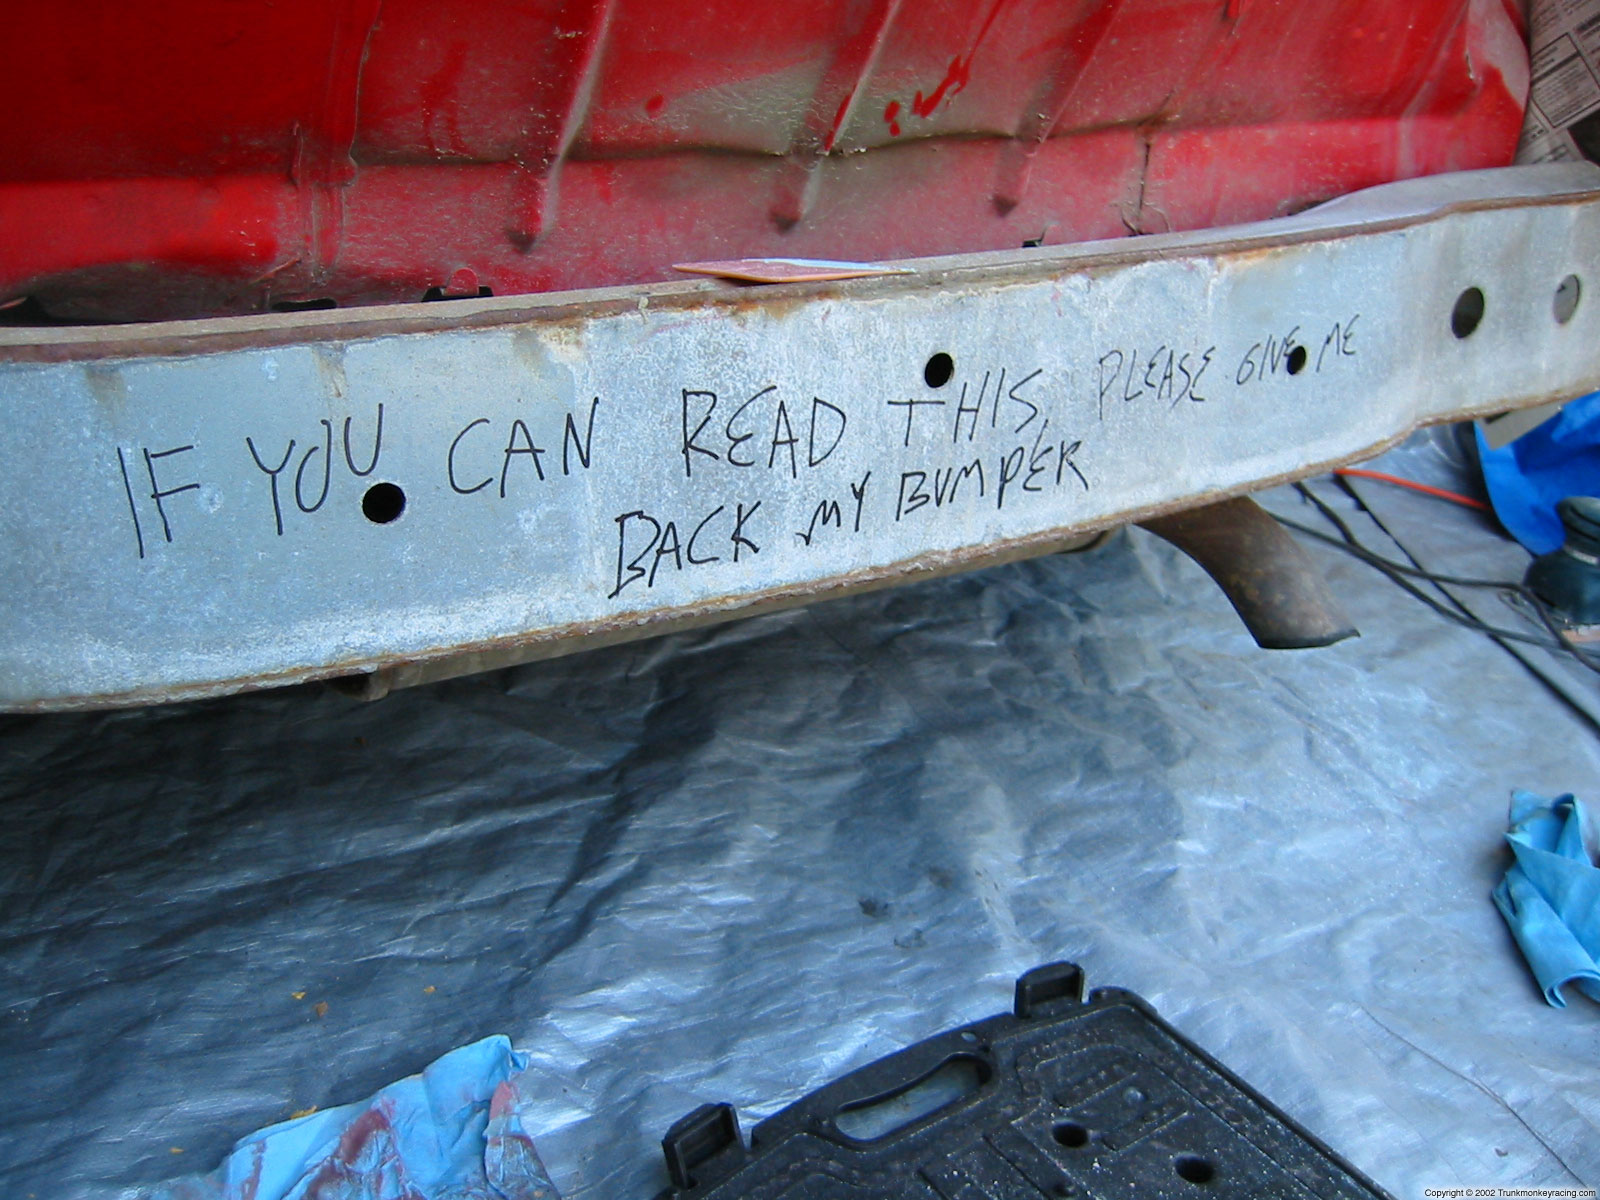 IF YOU CAN READ THIS, PLEASE GIVE ME
BACK MY BUMPER
Copyright © 2002 Trunkmonkeyracing.com